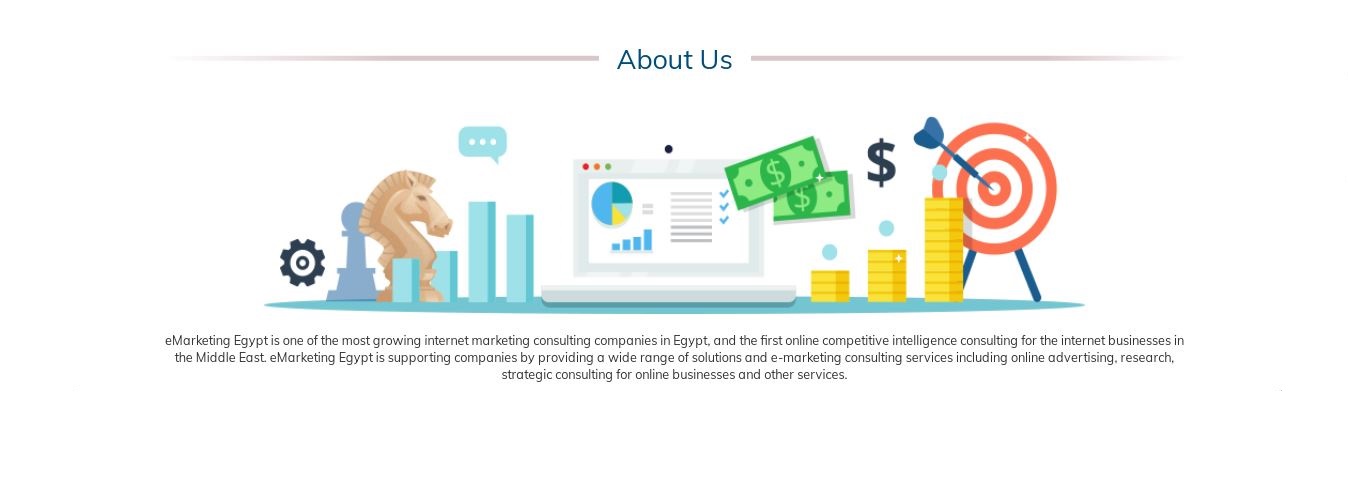 About Us
$
$
$
eMarketing Egypt is one of the most growing internet marketing consulting companies in Egypt, and the first online competitive intelligence consulting for the internet businesses in
the Middle East. eMarketing Egypt is supporting companies by providing a wide range of solutions and e-marketing consulting services including online advertising, research,
strategic consulting for online businesses and other services.